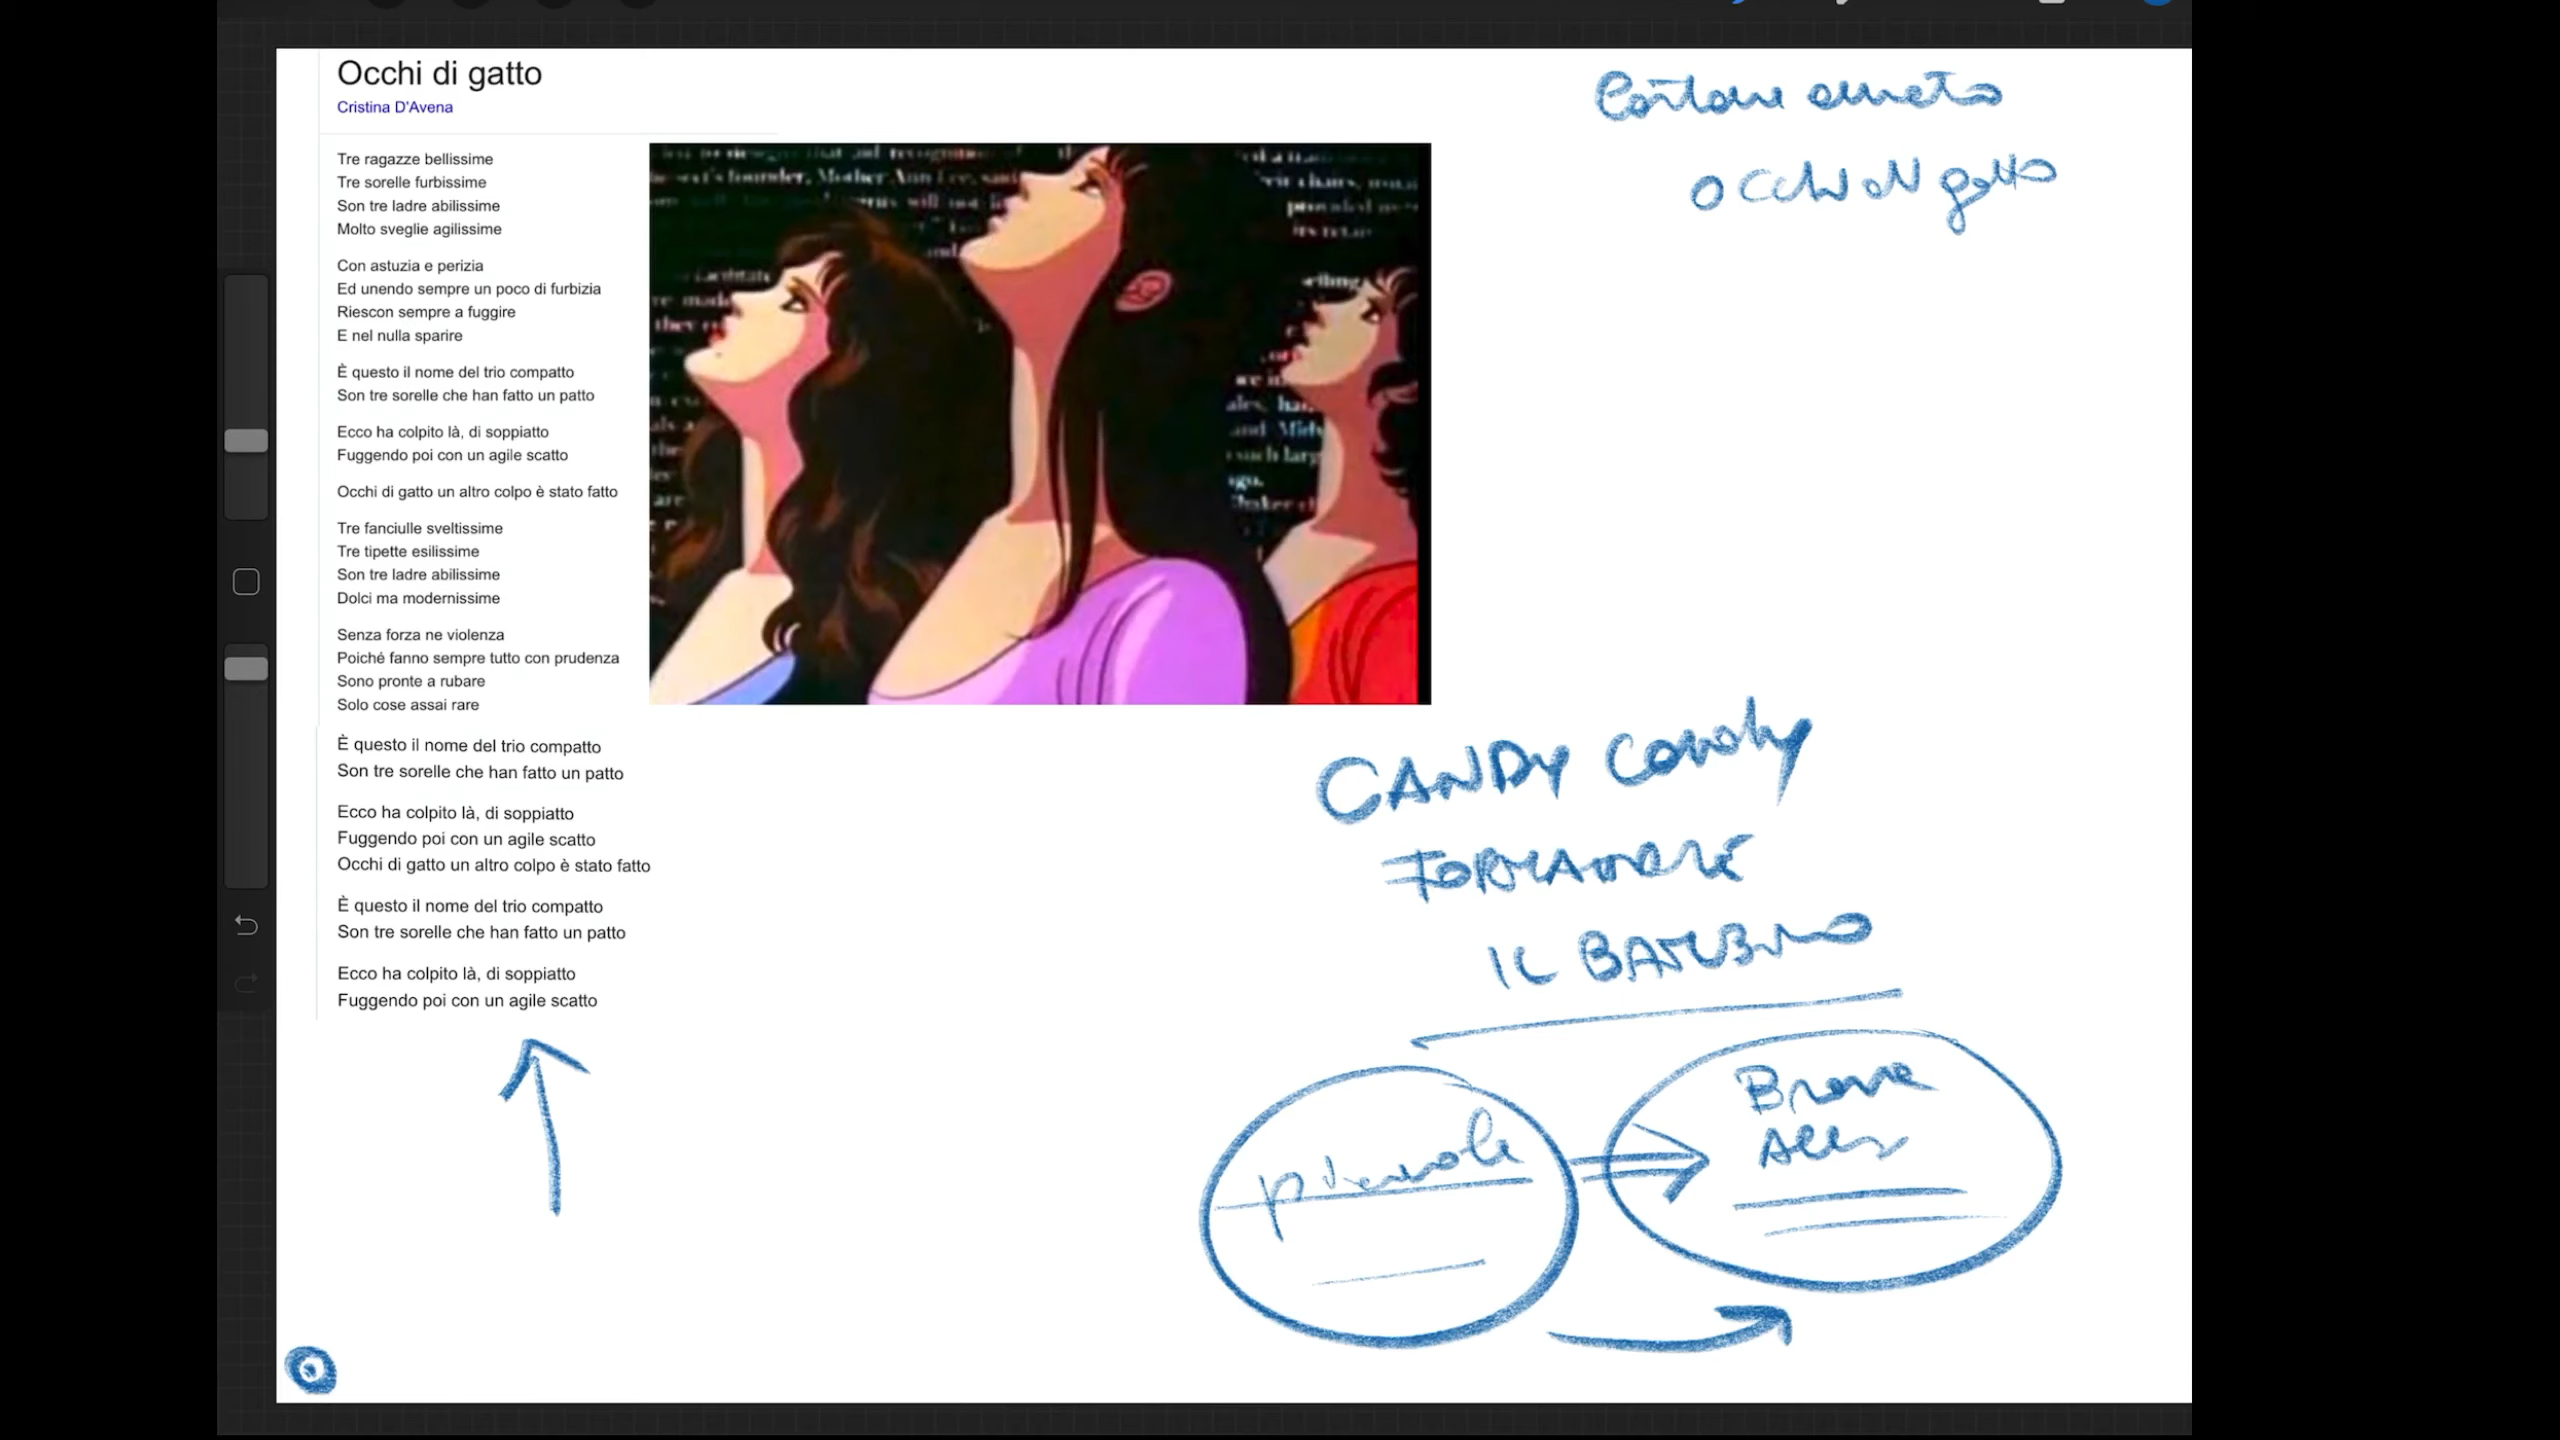 Occhi di gatto
Cristina D'Avena
Tre ragazze bellissime
Tre sorelle furbissime
Son tre ladre abilissime
Molto sveglie agilissime
Con astuzia e perizia
Ed unendo sempre un poco di furbizia
Riescon sempre a fuggire
E nel nulla sparire
È questo il nome del trio compatto
Son tre sorelle che han fatto un patto
Ecco ha colpito là, di soppiatto
Fuggendo poi con un agile scatto
Occhi di gatto un altro colpo è stato fatto
Tre fanciulle sveltissime
Tre tipette esilissime
Son tre ladre abilissime
Dolci ma modernissime
Senza forza ne violenza
Poiché fanno sempre tutto con prudenza
Sono pronte a rubare
Solo cose assai rare
È questo il nome del trio compatto
Son tre sorelle che han fatto un patto
Ecco ha colpito là, di soppiatto
Fuggendo poi con un agile scatto
Occhi di gatto un altro colpo è stato fatto
È questo il nome del trio compatto
Son tre sorelle che han fatto un patto
Ecco ha colpito là, di soppiatto
Fuggendo poi con un agile scatto
founder, Mother Ann Lee,
will not
Occhi di gatto
CANDY Candy
IL BAMBINO